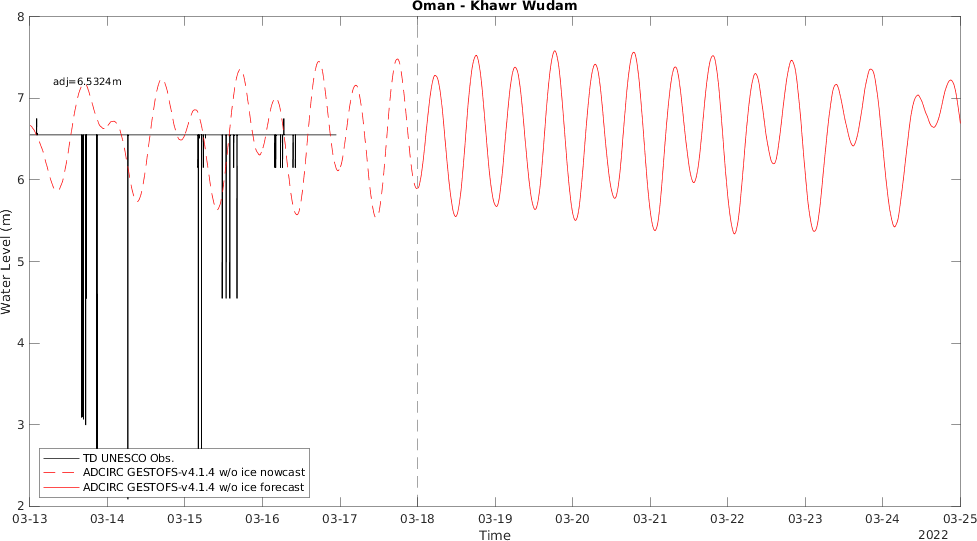 Oman - Khawr Wudam
8
7
6
5
4
3
2
Water Level (m)
adj=6.5324m
TD UNESCO Obs.
ADCIRC GESTOFS-v4.1.4 w/o ice nowcast
ADCIRC GESTOFS-v4.1.4 w/o ice forecast
03-13 03-14 03-15 03-16 03-17 03-18 03-19 03-20 03-21 03-22 03-23 03-24 03-25
Time
2022